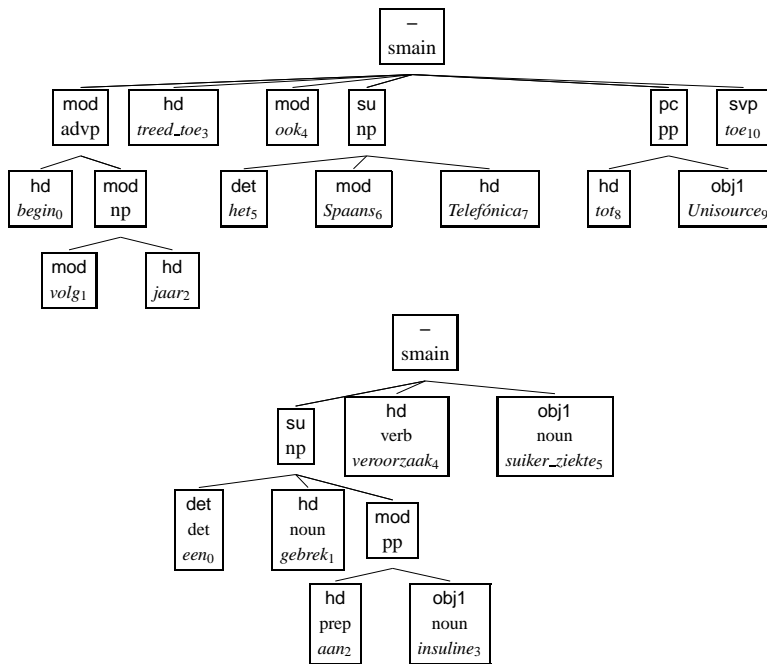 –
smain
mod hd mod su pc svp
advp treed_toe3 ook4 np pp toe10
hd mod det mod hd hd obj1
begin0 np het5 Spaans6 Telefónica7 tot8 Unisource9
mod hd
volg1 jaar2
–
smain
su hd obj1
np verb noun
veroorzaak4 suiker_ziekte5
det hd mod
det noun pp
een0 gebrek1
hd obj1
prep noun
aan2 insuline3